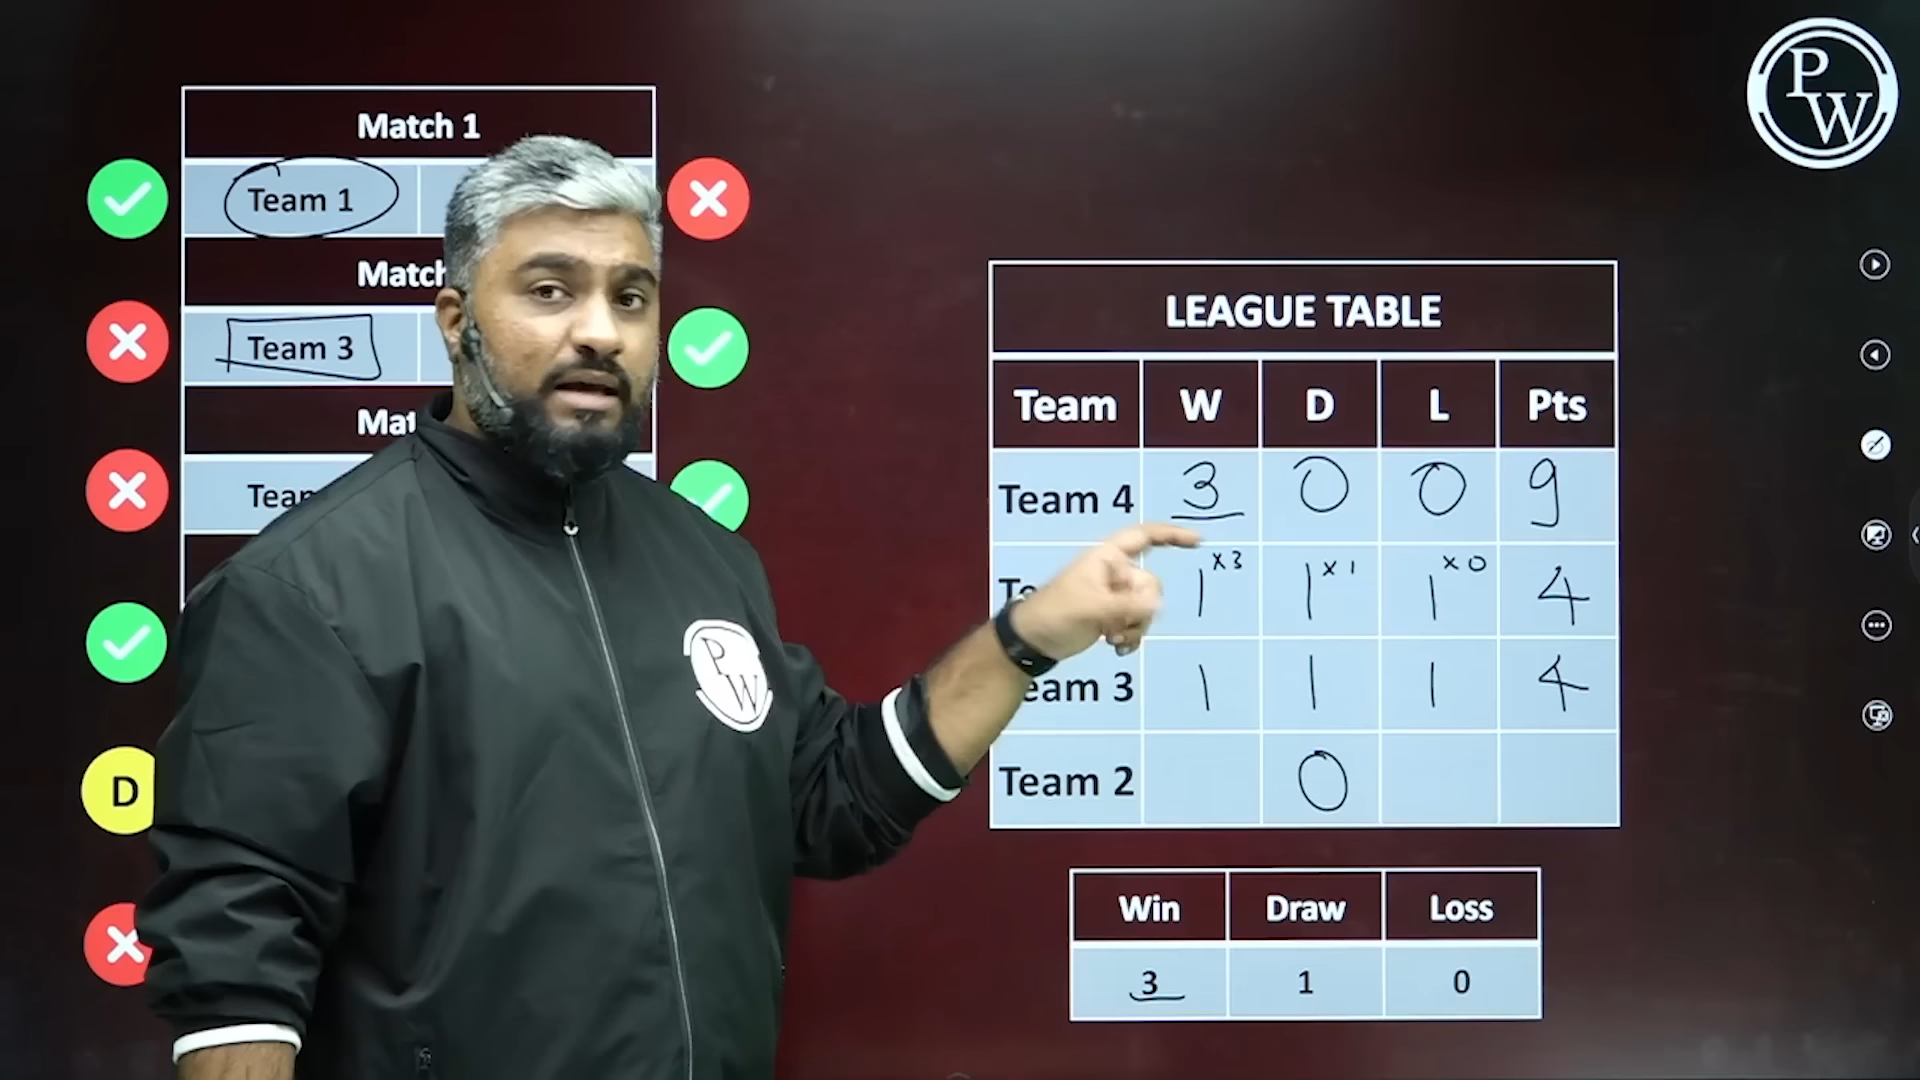 PW
Match 1
Team 1
Match
Team 3
Mat
Tea
D
PW
LEAGUE TABLE
Team W D L Pts
Team 4 3 0 0 9
Te 1 x3 1 x1 1 x0 4
eam 3 1 1 1 4
Team 2 0
Win Draw Loss
3 1 0